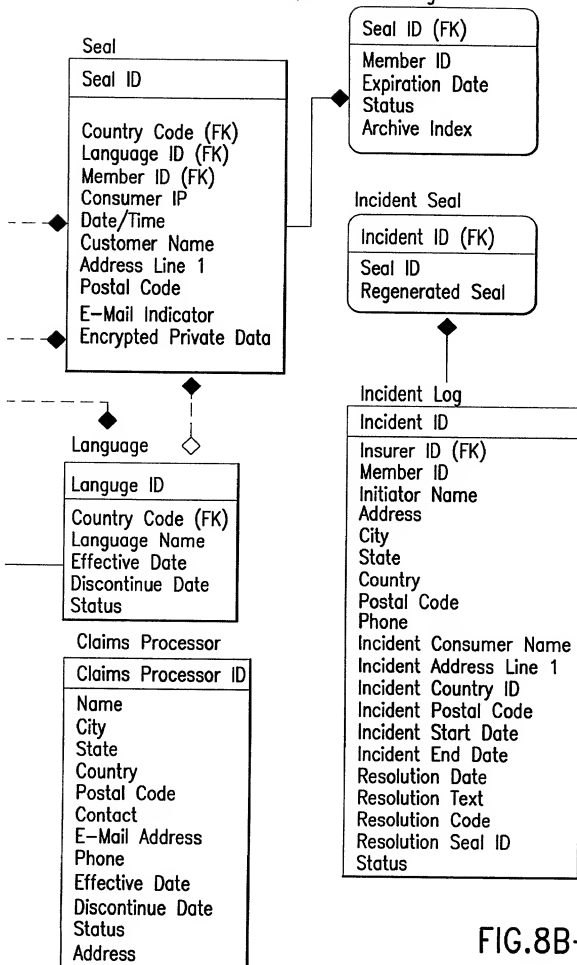 Seal
Seal ID
Country Code (FK)
Language ID (FK)
Member ID (FK)
Consumer IP
Date/Time
Customer Name
Address Line 1
Postal Code
E-Mail Indicator
Encrypted Private Data
Seal ID (FK)
Member ID
Expiration Date
Status
Archive Index
Incident Seal
Incident ID (FK)
Seal ID
Regenerated Seal
Language
Languge ID
Country Code (FK)
Language Name
Effective Date
Discontinue Date
Status
Incident Log
Incident ID
Insurer ID (FK)
Member ID
Initiator Name
Address
City
State
Country
Postal Code
Phone
Incident Consumer Name
Incident Address Line 1
Incident Country ID
Incident Postal Code
Incident Start Date
Incident End Date
Resolution Date
Resolution Text
Resolution Code
Resolution Seal ID
Status
Claims Processor
Claims Processor ID
Name
City
State
Country
Postal Code
Contact
E-Mail Address
Phone
Effective Date
Discontinue Date
Status
Address
FIG.8B-